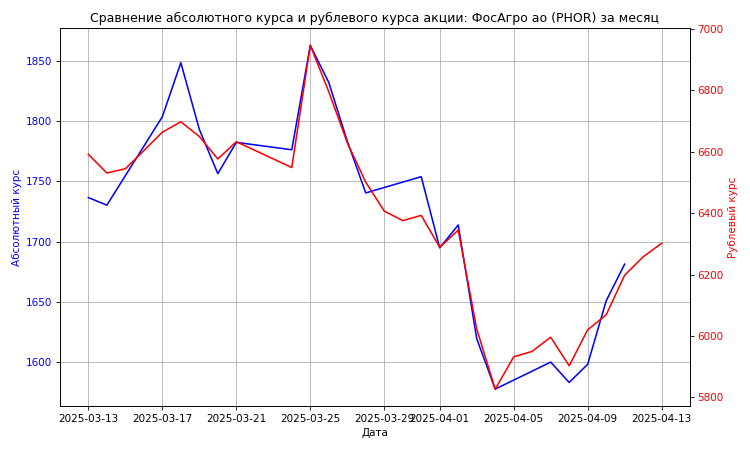 Сравнение абсолютного курса и рублевого курса акции: ФосАгро ао (PHOR) за месяц
7000
1850
6800
1800
6600
1750
Абсолютный курс
Рублевый курс
6400
1700
6200
1650
6000
1600
5800
2025-03-13 2025-03-17 2025-03-21 2025-03-25 2025-03-29 2025-04-01 2025-04-05 2025-04-09 2025-04-13
Дата